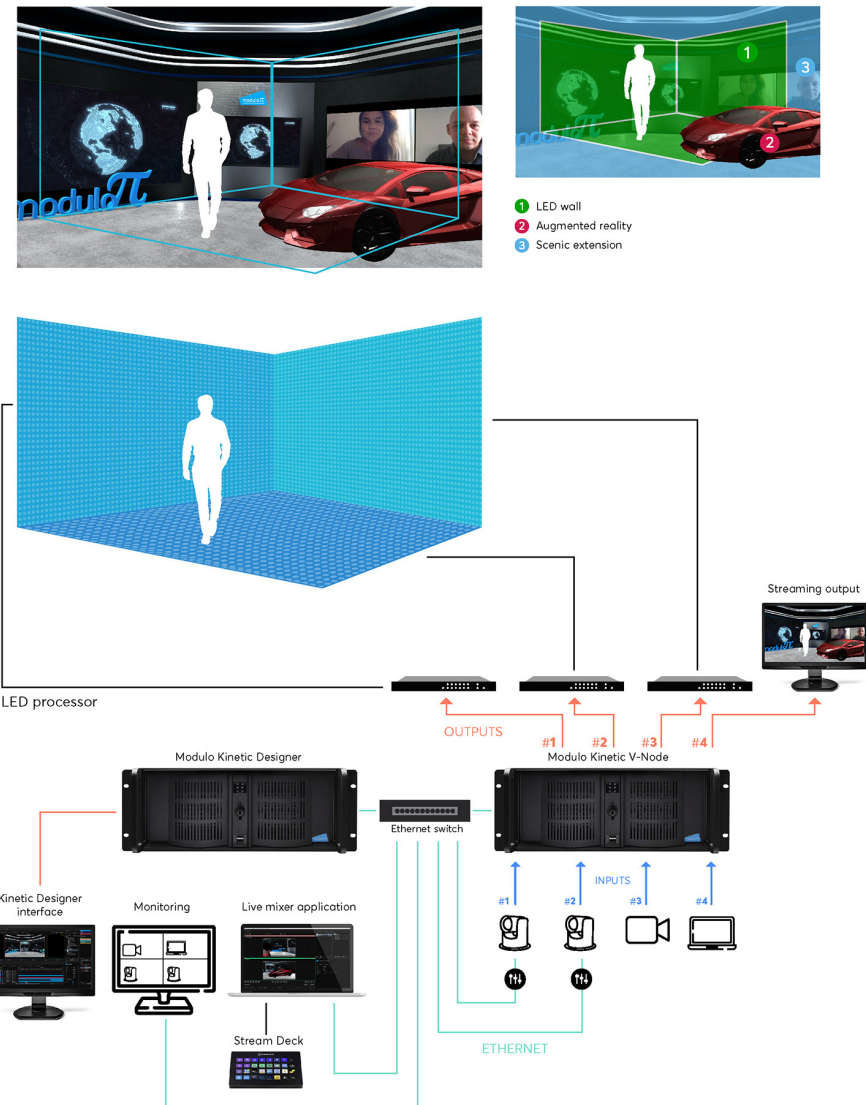 moduloπ
moduloπ
1
3
moduloπ
2
1 LED wall
2 Augmented reality
3 Scenic extension
Streaming output
moduloπ
LED processor
OUTPUTS
#1
#2
#3
#4
Modulo Kinetic Designer
Modulo Kinetic V-Node
Ethernet switch
INPUTS
#1
#2
#3
#4
Kinetic Designer
interface
Monitoring
Live mixer application
Stream Deck
ETHERNET